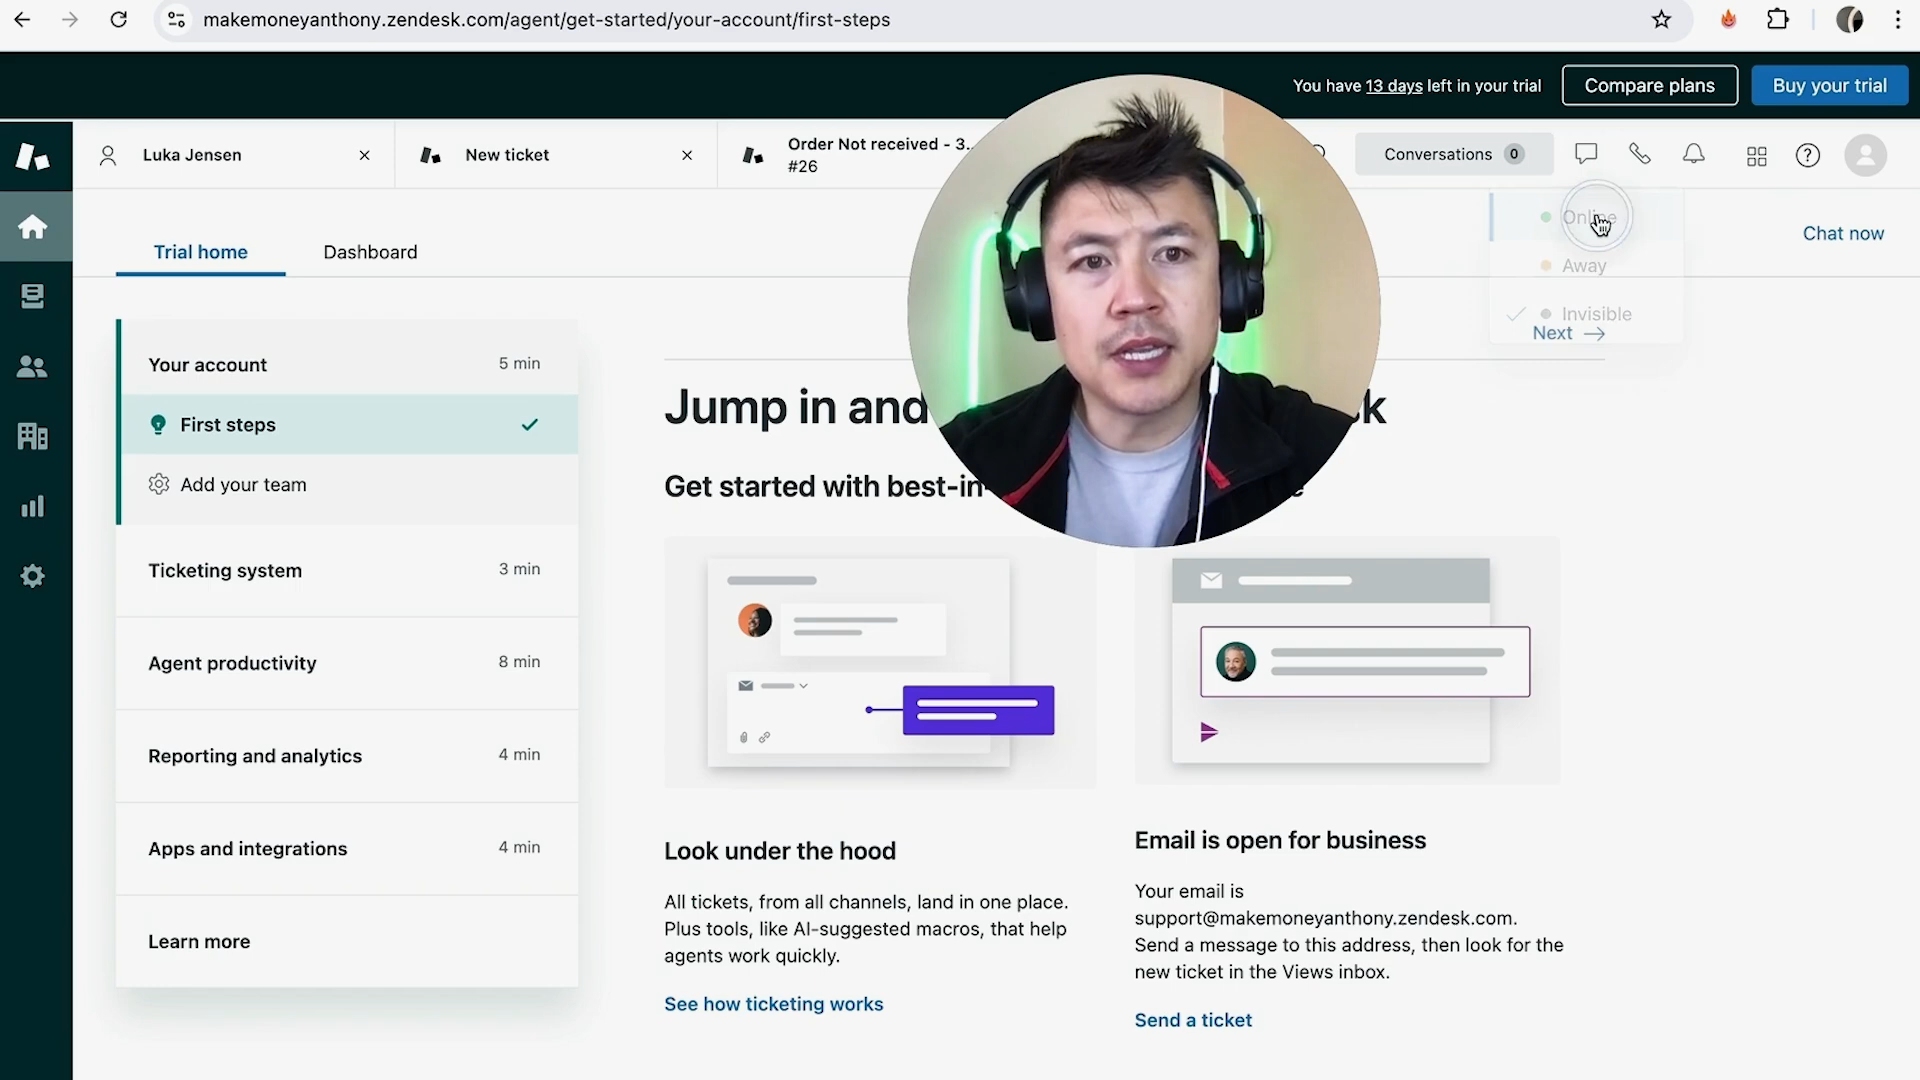 makemoneyanthony.zendesk.com/agent/get-started/your-account/first-steps
You have 13 days left in your trial
Compare plans
Buy your trial
Luka Jensen
New ticket
Order Not received - 3...
#26
Conversations 0
Online
Away
Invisible
Next
Chat now
Trial home
Dashboard
Your account 5 min
First steps
Add your team
Ticketing system 3 min
Agent productivity 8 min
Reporting and analytics 4 min
Apps and integrations 4 min
Learn more
Jump in and
Get started with best-in-
Look under the hood
All tickets, from all channels, land in one place.
Plus tools, like AI-suggested macros, that help
agents work quickly.
See how ticketing works
Email is open for business
Your email is
support@makemoneyanthony.zendesk.com.
Send a message to this address, then look for the
new ticket in the Views inbox.
Send a ticket